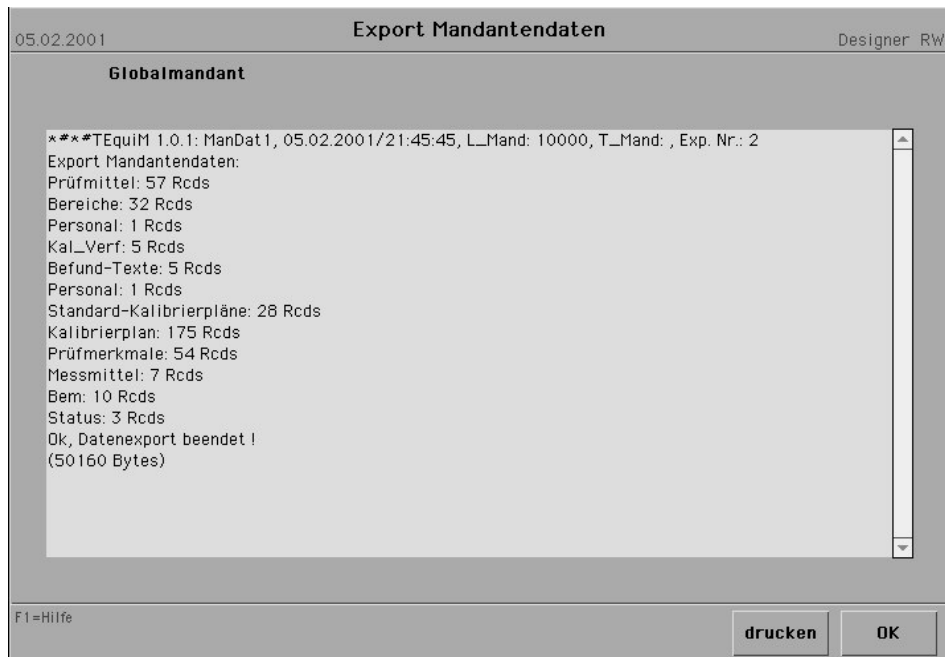 Export Mandantendaten
05.02.2001
Designer RW
Globalmandant
*#*#TEquiM 1.0.1: ManDat1, 05.02.2001/21:45:45, L_Mand: 10000, T_Mand: , Exp. Nr.: 2
Export Mandantendaten:
Prüfmittel: 57 Rcds
Bereiche: 32 Rcds
Personal: 1 Rcds
Kal_Verf: 5 Rcds
Befund-Texte: 5 Rcds
Personal: 1 Rcds
Standard-Kalibrierpläne: 28 Rcds
Kalibrierplan: 175 Rcds
Prüfmerkmale: 54 Rcds
Messmittel: 7 Rcds
Bem: 10 Rcds
Status: 3 Rcds
Ok, Datenexport beendet !
(50160 Bytes)
F1=Hilfe
drucken
OK